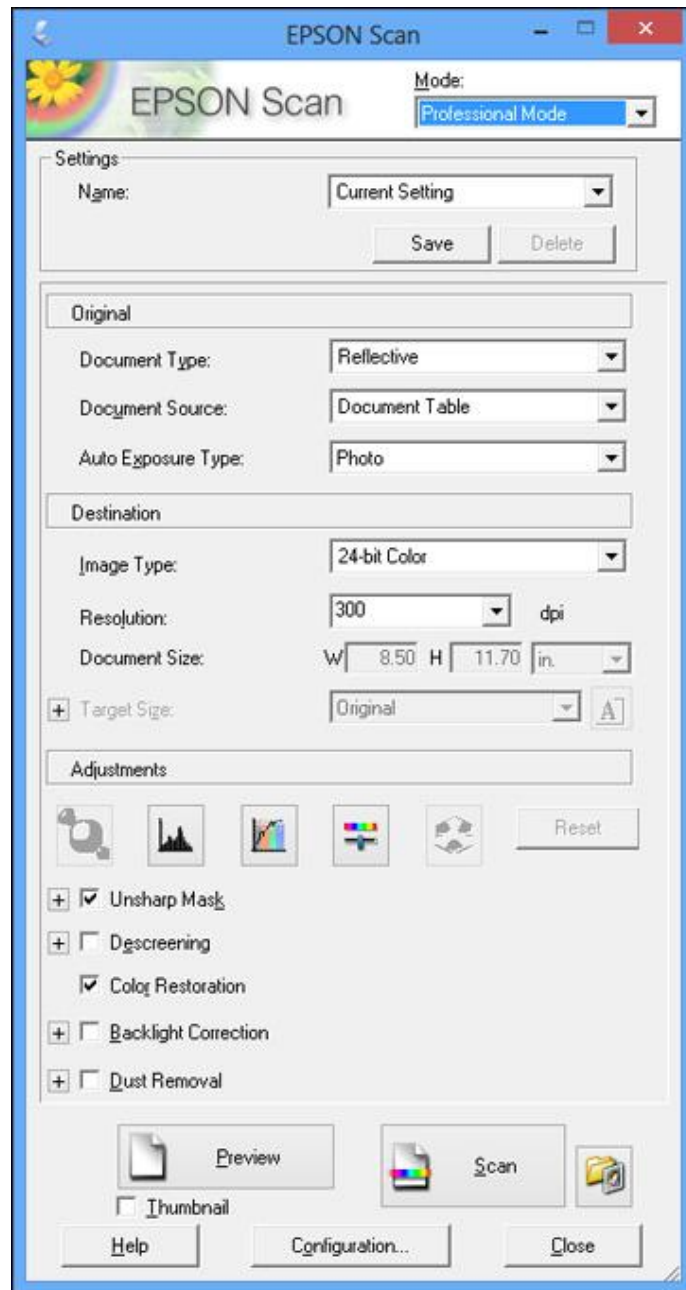 EPSON Scan
EPSON Scan
Mode:
Professional Mode
Settings
Name:
Current Setting
Save
Delete
Original
Document Type:
Reflective
Document Source:
Document Table
Auto Exposure Type:
Photo
Destination
Image Type:
24-bit Color
Resolution:
300
dpi
Document Size:
W 8.50 H 11.70 in.
Target Size:
Original
A
Adjustments
Reset
Unsharp Mask
Descreening
Color Restoration
Backlight Correction
Dust Removal
Preview
Scan
Thumbnail
Help
Configuration...
Close